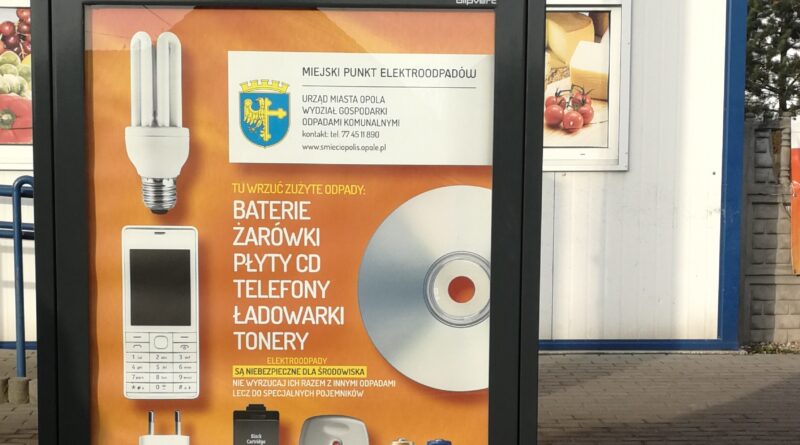 MIEJSKI PUNKT ELEKTROODPADÓW
URZĄD MIASTA OPOLA
WYDZIAŁ GOSPODARKI
ODPADAMI KOMUNALNYMI
kontakt: tel. 77 45 11 890
www.smieciopolis.opole.pl
TU WRZUĆ ZUŻYTE ODPADY:
BATERIE
ŻARÓWKI
PŁYTY CD
TELEFONY
ŁADOWARKI
TONERY
ELEKTROODPADY
SĄ NIEBEZPIECZNE DLA ŚRODOWISKA
NIE WYRZUCAJ ICH RAZEM Z INNYMI ODPADAMI
LECZ DO SPECJALNYCH POJEMNIKÓW
Black
Cartridge